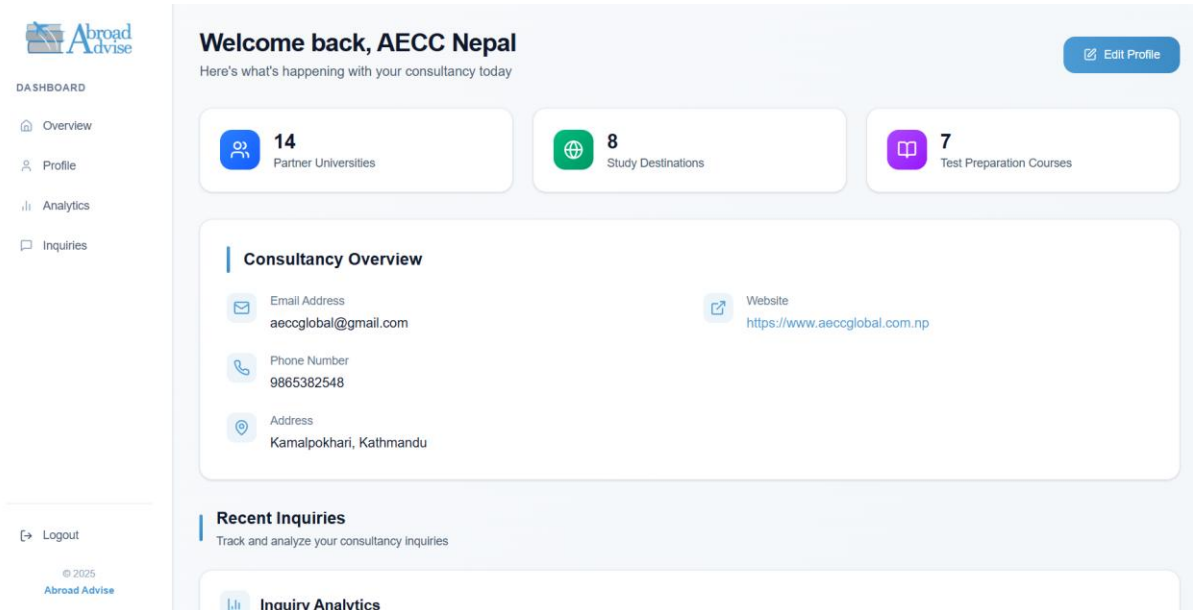 Abroad
Advise
DASHBOARD
Overview
Profile
Analytics
Inquiries
Logout
© 2025
Abroad Advise
Welcome back, AECC Nepal
Here's what's happening with your consultancy today
Edit Profile
14
Partner Universities
8
Study Destinations
7
Test Preparation Courses
Consultancy Overview
Email Address
aeccglobal@gmail.com
Website
https://www.aeccglobal.com.np
Phone Number
9865382548
Address
Kamalpokhari, Kathmandu
Recent Inquiries
Track and analyze your consultancy inquiries
Inquiry Analytics